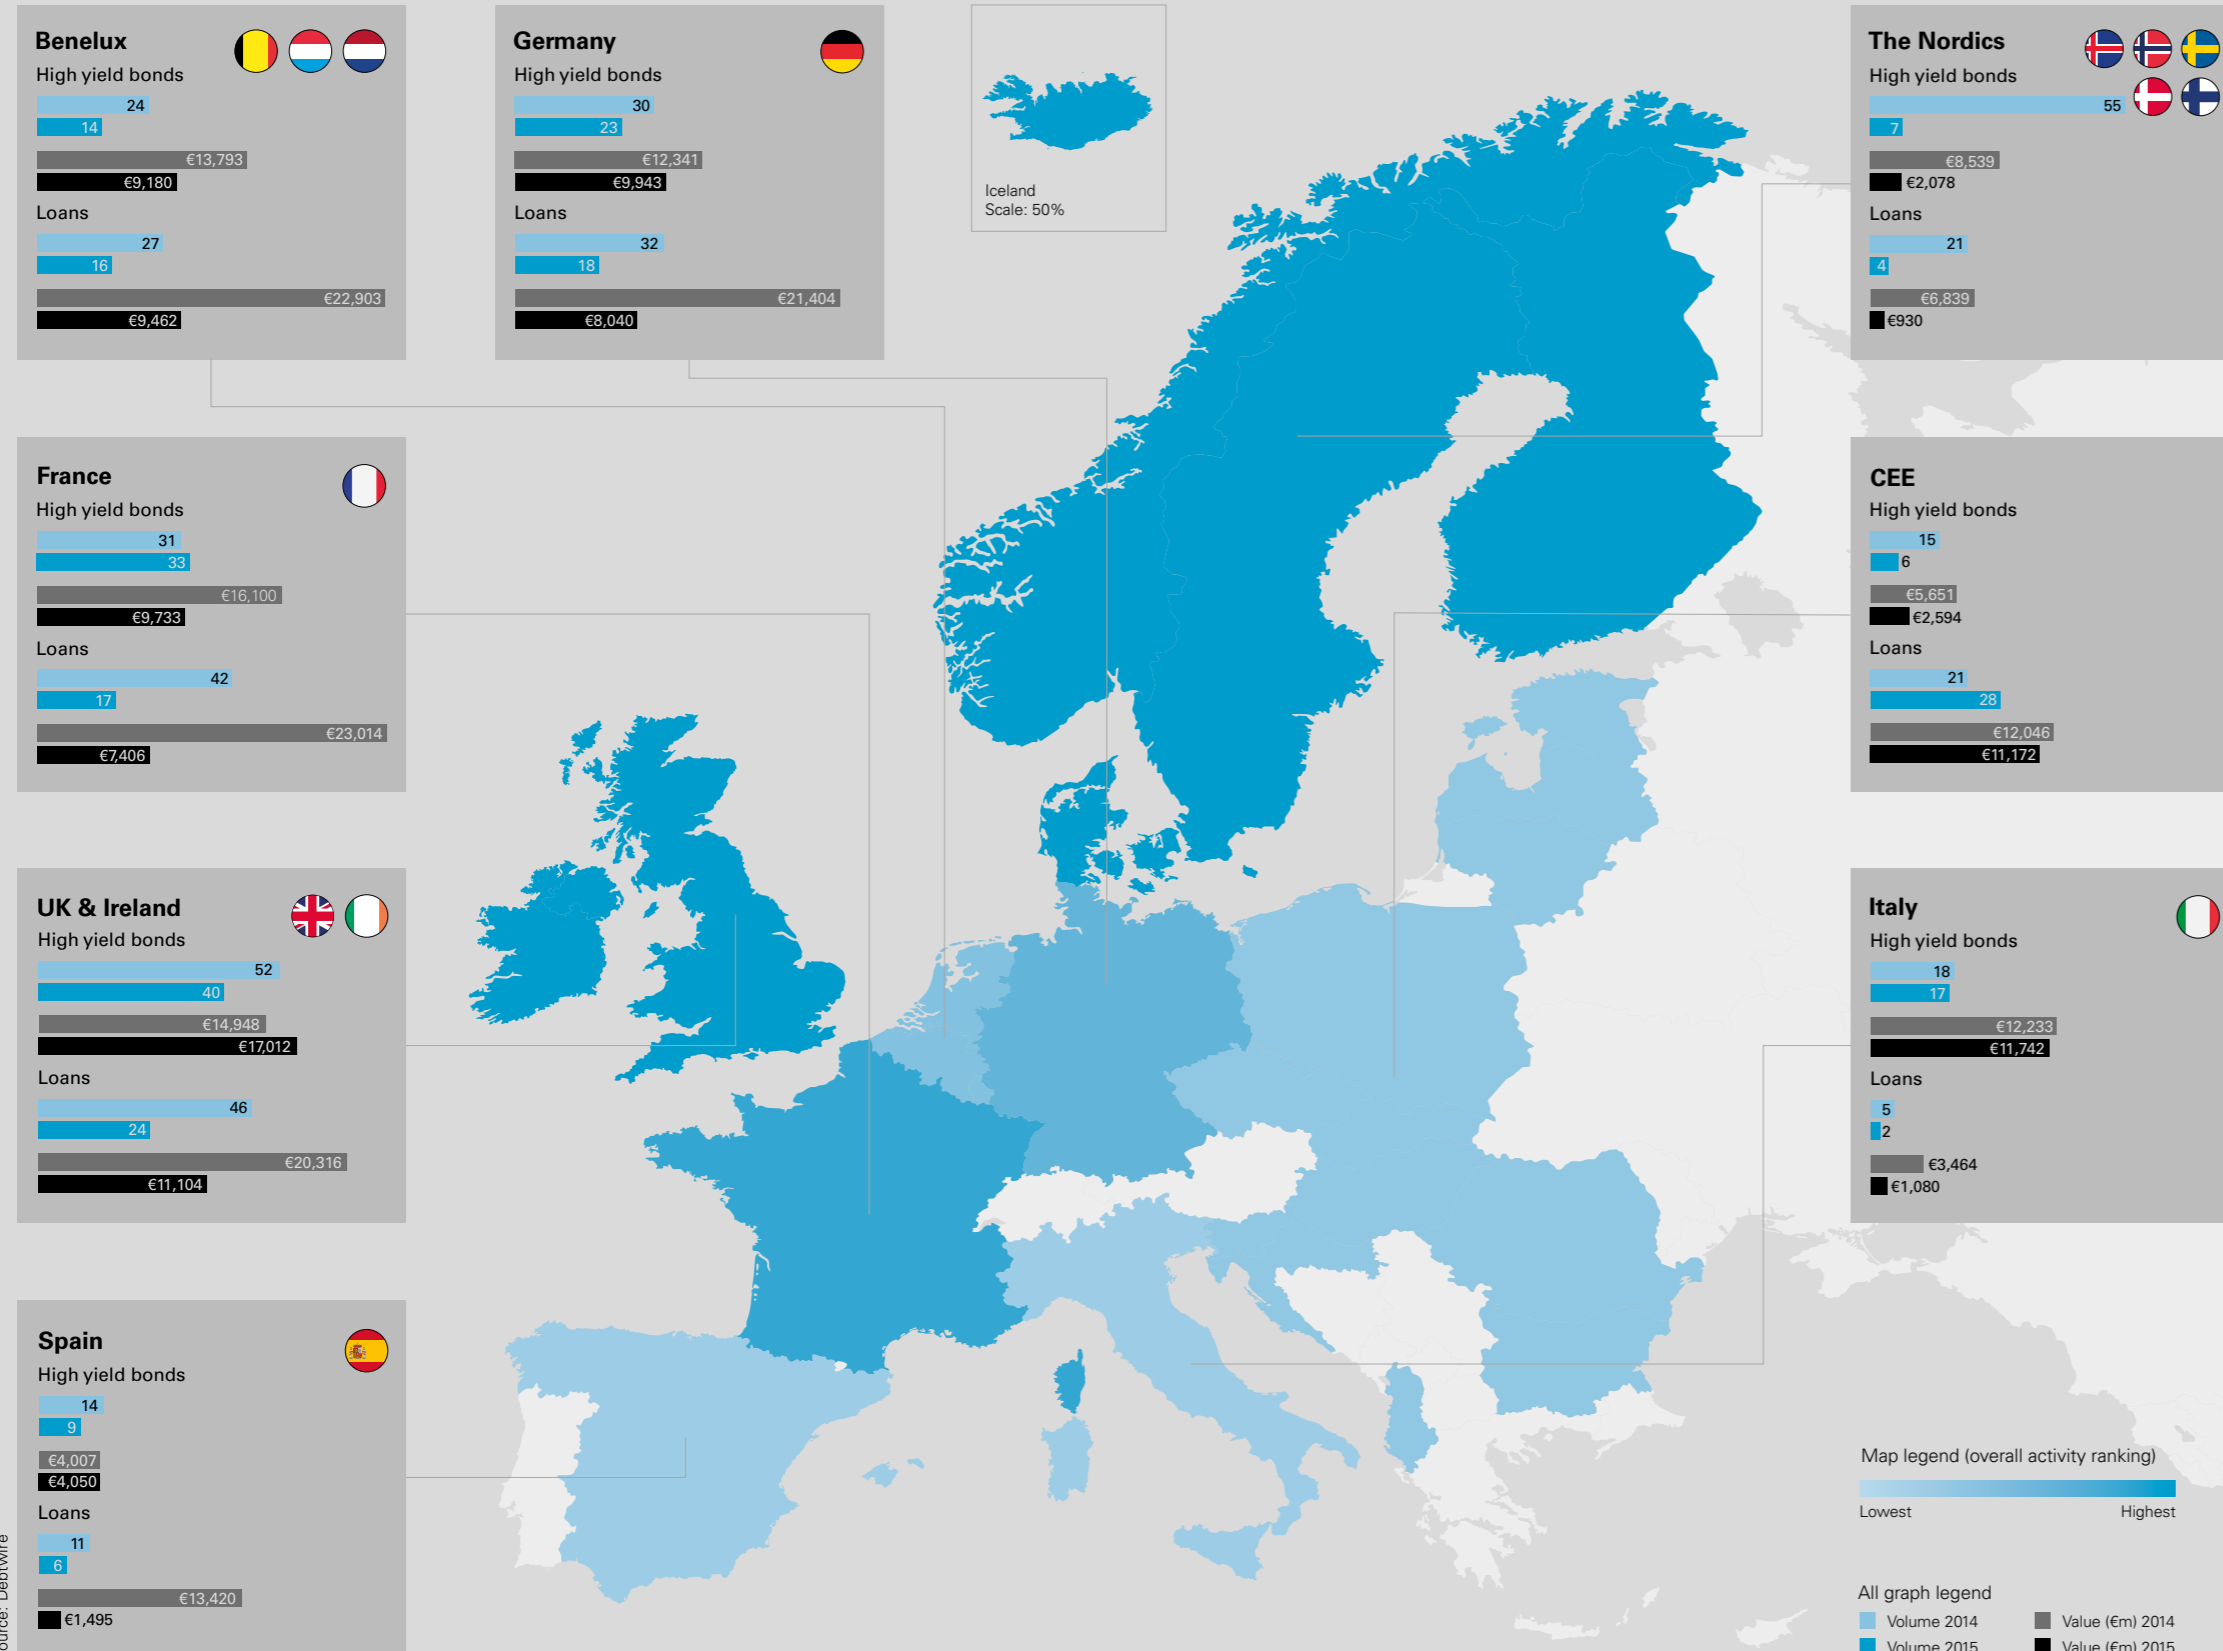 Benelux
High yield bonds
24
14
€13,793
€9,180
Loans
27
16
€22,903
€9,462
Germany
High yield bonds
30
23
€12,341
€9,943
Loans
32
18
€21,404
€8,040
Iceland
Scale: 50%
The Nordics
High yield bonds
55
7
€8,539
€2,078
Loans
21
4
€6,839
€930
France
High yield bonds
31
33
€16,100
€9,733
Loans
42
17
€23,014
€7,406
CEE
High yield bonds
15
6
€5,651
€2,594
Loans
21
28
€12,046
€11,172
UK & Ireland
High yield bonds
52
40
€14,948
€17,012
Loans
46
24
€20,316
€11,104
Italy
High yield bonds
18
17
€12,233
€11,742
Loans
5
2
€3,464
€1,080
Spain
High yield bonds
14
9
€4,007
€4,050
Loans
11
6
€13,420
€1,495
Map legend (overall activity ranking)
Lowest Highest
All graph legend
Volume 2014 Value (€m) 2014
Volume 2015 Value (€m) 2015
Debtwire